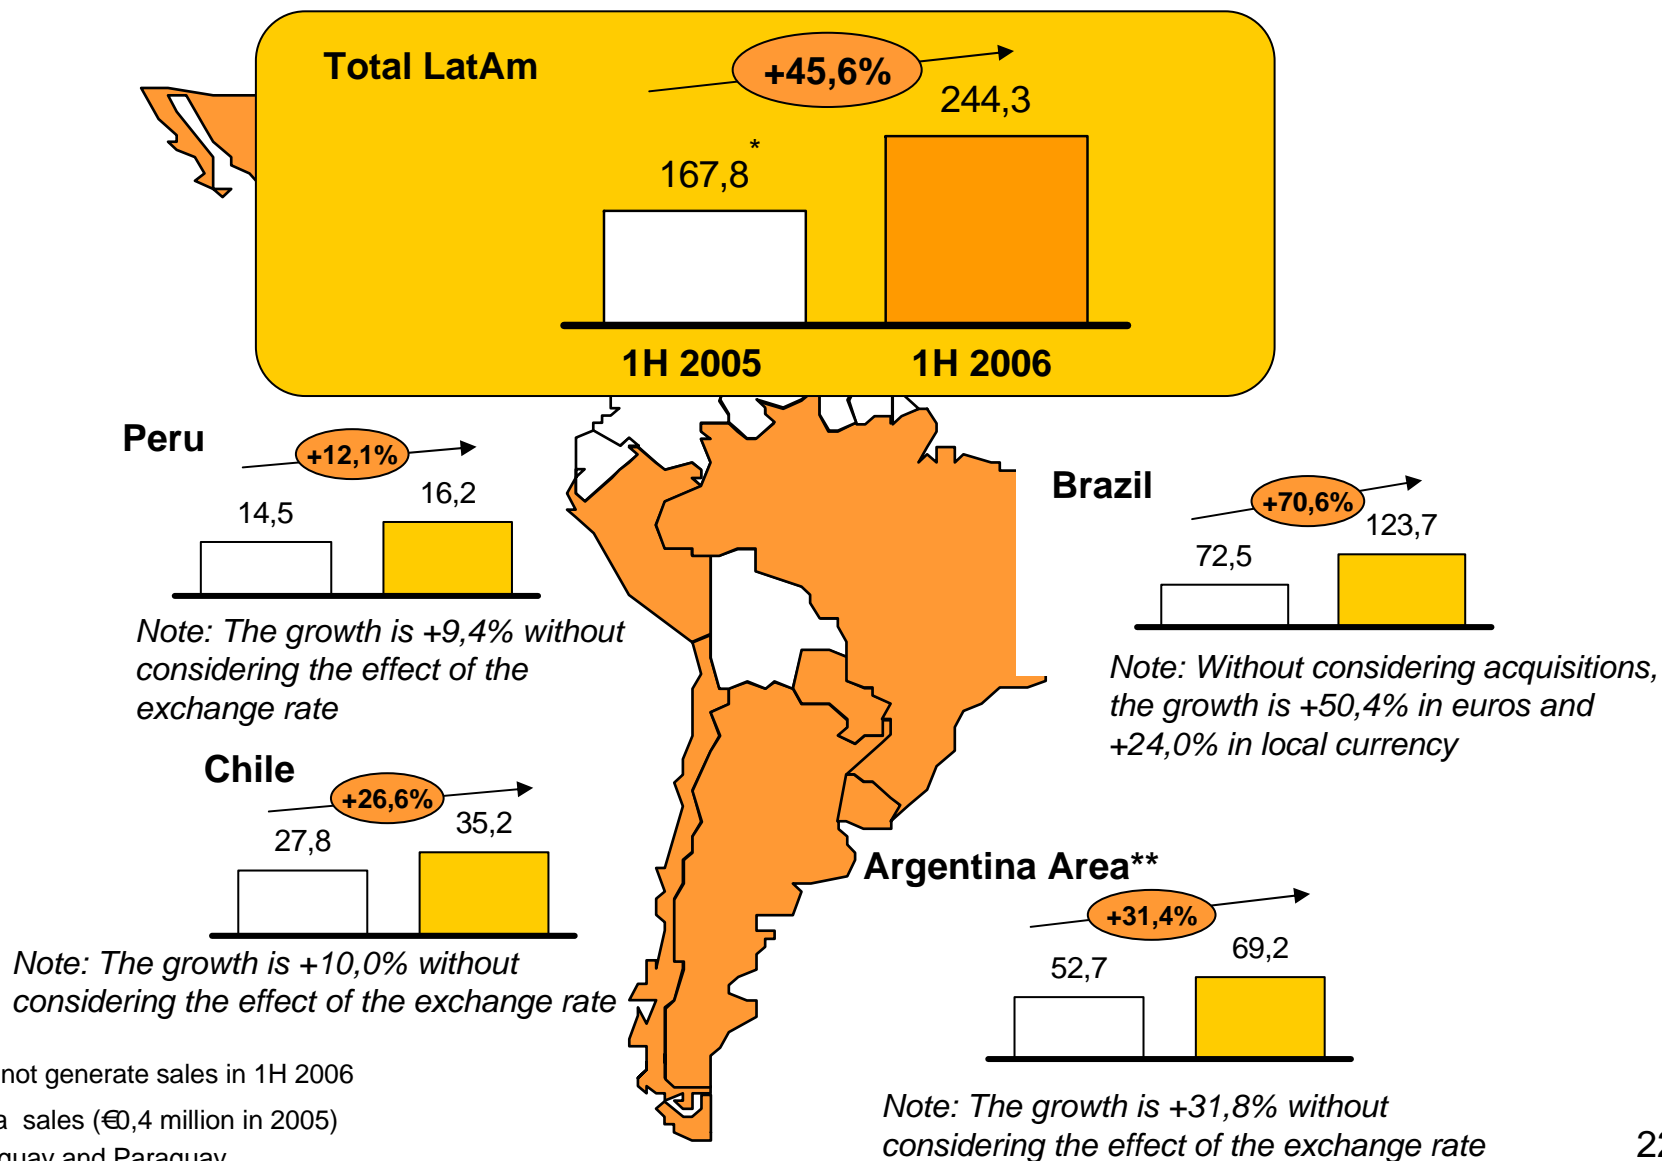 Total LatAm
+45,6%
244,3
167,8*
1H 2005 1H 2006
Peru
+12,1%
14,5
16,2
Note: The growth is +9,4% without
considering the effect of the
exchange rate
Brazil
+70,6%
72,5
123,7
Note: Without considering acquisitions,
the growth is +50,4% in euros and
+24,0% in local currency
Chile
+26,6%
27,8
35,2
Note: The growth is +10,0% without
considering the effect of the exchange rate
Argentina Area**
+31,4%
52,7
69,2
Note: The growth is +31,8% without
considering the effect of the exchange rate
not generate sales in 1H 2006
sales (€0,4 million in 2005)
and Paraguay
22